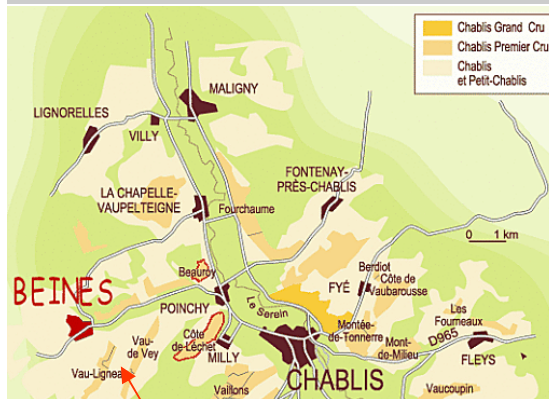 Chablis Grand Cru
Chablis Premier Cru
Chablis
et Petit-Chablis
MALIGNY
LIGNORELLES
VILLY
FONTENAY-
PRÈS-CHABLIS
LA CHAPELLE-
VAUPELTEIGNE
Fourchaume
0 1 km
Beauroy
Berdiot
FYÉ
Côte de
Vaubarousse
BEINES
POINCHY
Le Serein
Les
Fourneaux
Montée-
de-Tonnerre
D965
Côte
de-Léchet
Vau-
de Vey
Mont-
de-Milieu
MILLY
FLEYS
Vau-Ligneau
CHABLIS
Vaillons
Vaucoupin